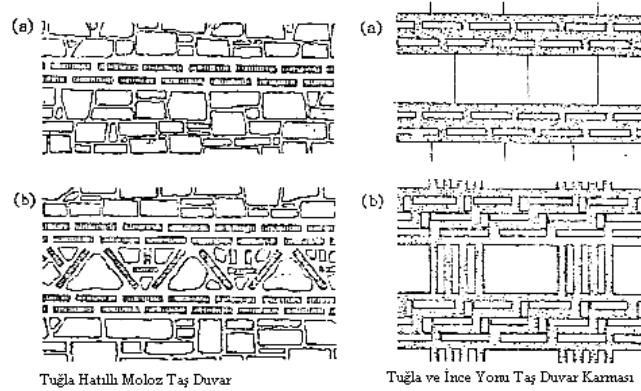 (a)
(a)
(b)
(b)
Tuğla Hatıllı Moloz Taş Duvar
Tuğla ve İnce Yonu Taş Duvar Karması